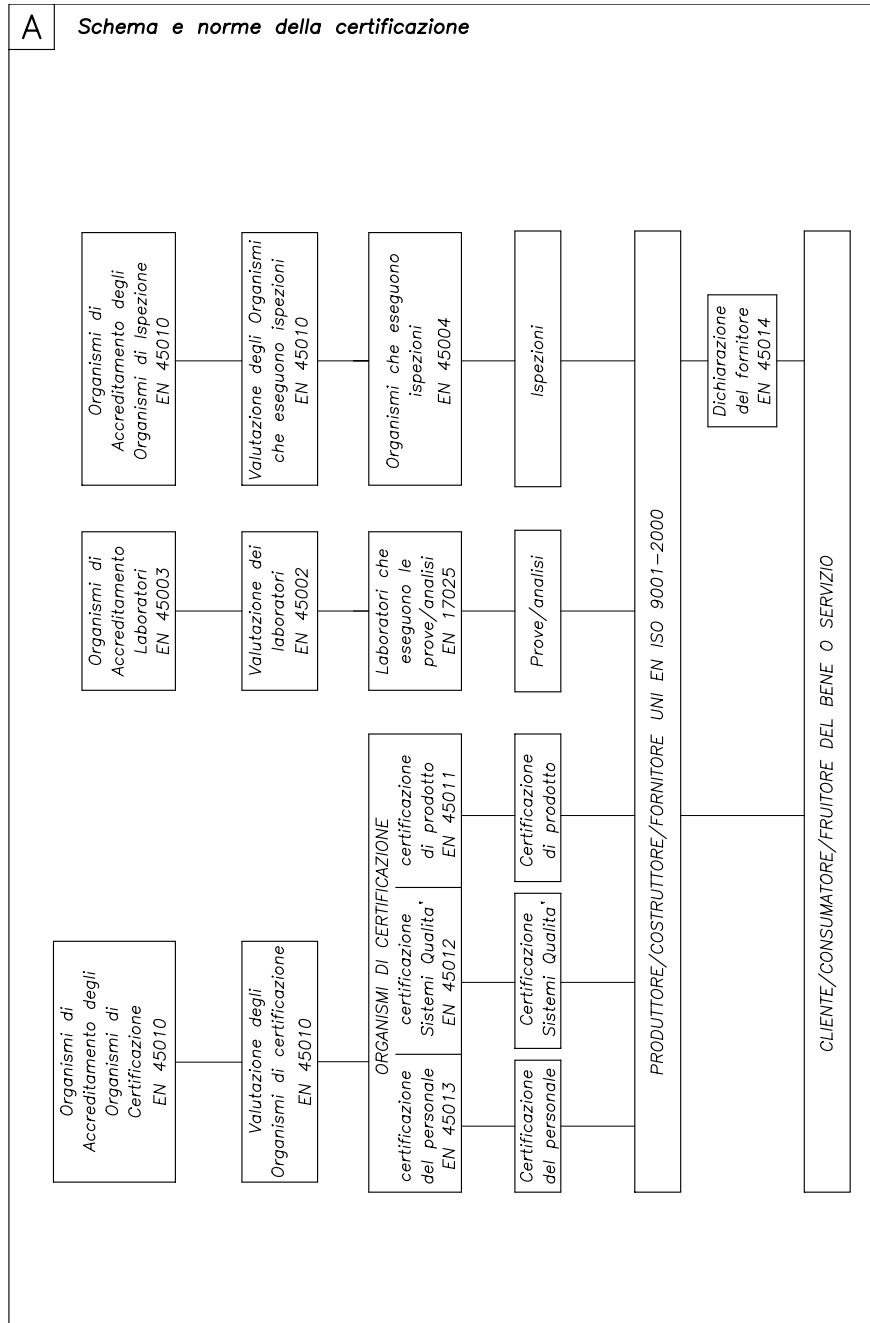 A
Schema e norme della certificazione
Organismi di
Accreditamento degli
Organismi di
Certificazione
EN 45010
Organismi di
Accreditamento
Laboratori
EN 45003
Organismi di
Accreditamento degli
Organismi di Ispezione
EN 45010
Valutazione degli
Organismi di certificazione
EN 45010
Valutazione dei
laboratori
EN 45002
Valutazione degli Organismi
che eseguono ispezioni
EN 45010
ORGANISMI DI CERTIFICAZIONE
certificazione
del personale
EN 45013
certificazione
Sistemi Qualita'
EN 45012
certificazione
di prodotto
EN 45011
Laboratori che
eseguono le
prove/analisi
EN 17025
Organismi che eseguono
ispezioni
EN 45004
Certificazione
del personale
Certificazione
Sistemi Qualita'
Certificazione
di prodotto
Prove/analisi
Ispezioni
PRODUTTORE/COSTRUTTORE/FORNITORE UNI EN ISO 9001-2000
Dichiarazione
del fornitore
EN 45014
CLIENTE/CONSUMATORE/FRUITORE DEL BENE O SERVIZIO